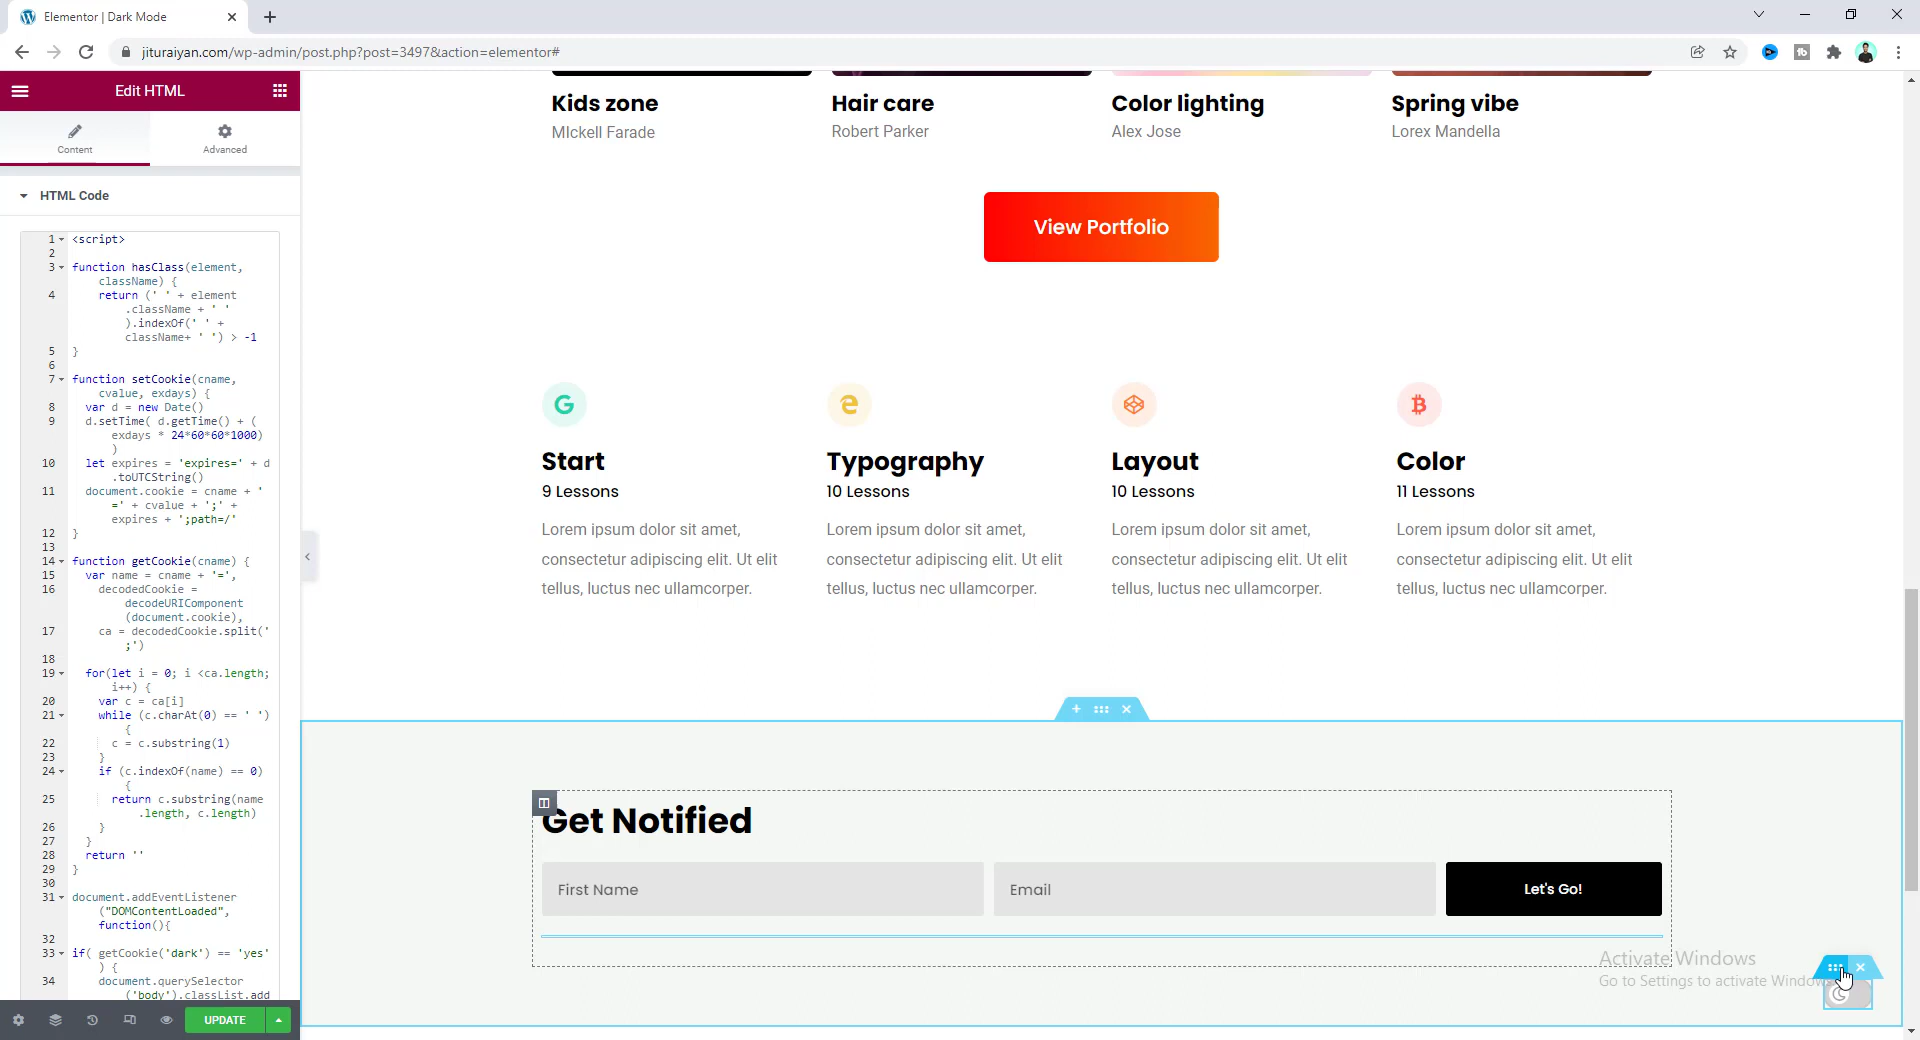 Elementor | Dark Mode
jituraiyan.com/wp-admin/post.php?post=3497&action=elementor#
Edit HTML
Content
Advanced
HTML Code
1 <script>
2
3 function hasClass(element,
className) {
4 return (' ' + element
.className + ' '
).indexOf(' ' +
className+ ' ') > -1
5 }
6
7 function setCookie(cname,
cvalue, exdays) {
8 var d = new Date()
9 d.setTime( d.getTime() + (
exdays * 24*60*60*1000)
)
10 let expires = 'expires=' + d
.toUTCString()
11 document.cookie = cname + '
=' + cvalue + ';' +
expires + ';path=/'
12 }
13
14 function getCookie(cname) {
15 var name = cname + '=',
16 decodedCookie =
decodeURIComponent
(document.cookie),
17 ca = decodedCookie.split('
;')
18
19 for(let i = 0; i <ca.length;
i++) {
20 var c = ca[i]
21 while (c.charAt(0) == ' ')
{
22 c = c.substring(1)
23 }
24 if (c.indexOf(name) == 0)
{
25 return c.substring(name
.length, c.length)
26 }
27 }
28 return ''
29 }
30
31 document.addEventListener
("DOMContentLoaded",
function(){
32
33 if( getCookie('dark') == 'yes'
) {
34 document.querySelector
('body').classList.add
UPDATE
Kids zone
MIckell Farade
Hair care
Robert Parker
Color lighting
Alex Jose
Spring vibe
Lorex Mandella
View Portfolio
Start
9 Lessons
Lorem ipsum dolor sit amet,
consectetur adipiscing elit. Ut elit
tellus, luctus nec ullamcorper.
Typography
10 Lessons
Lorem ipsum dolor sit amet,
consectetur adipiscing elit. Ut elit
tellus, luctus nec ullamcorper.
Layout
10 Lessons
Lorem ipsum dolor sit amet,
consectetur adipiscing elit. Ut elit
tellus, luctus nec ullamcorper.
Color
11 Lessons
Lorem ipsum dolor sit amet,
consectetur adipiscing elit. Ut elit
tellus, luctus nec ullamcorper.
Get Notified
First Name
Email
Let's Go!
Activate Windows
Go to Settings to activate Windows